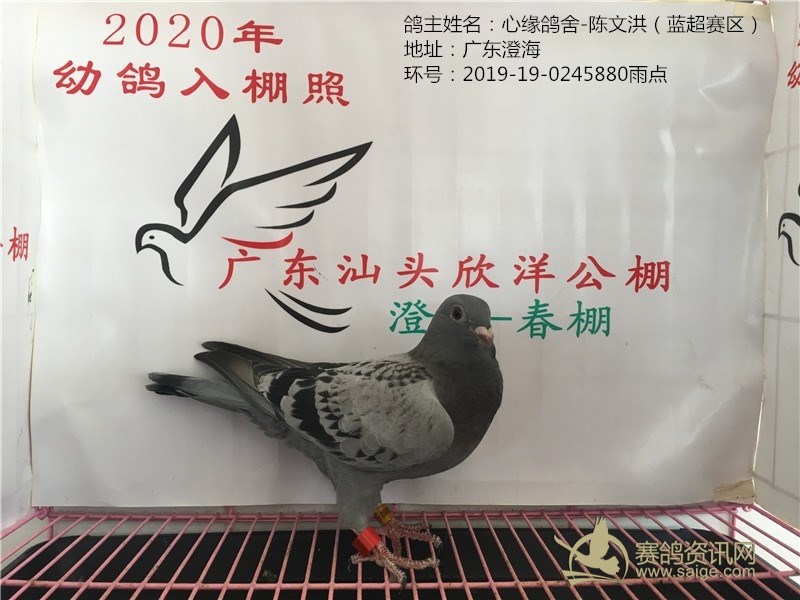 鸽主姓名：心缘鸽舍-陈文洪（蓝超赛区）
地址：广东澄海
环号：2019-19-0245880雨点
2020年
幼鸽入棚照
广东汕头欣洋公棚
澄 一春棚
棚
赛鸽资讯网
www.saige.com